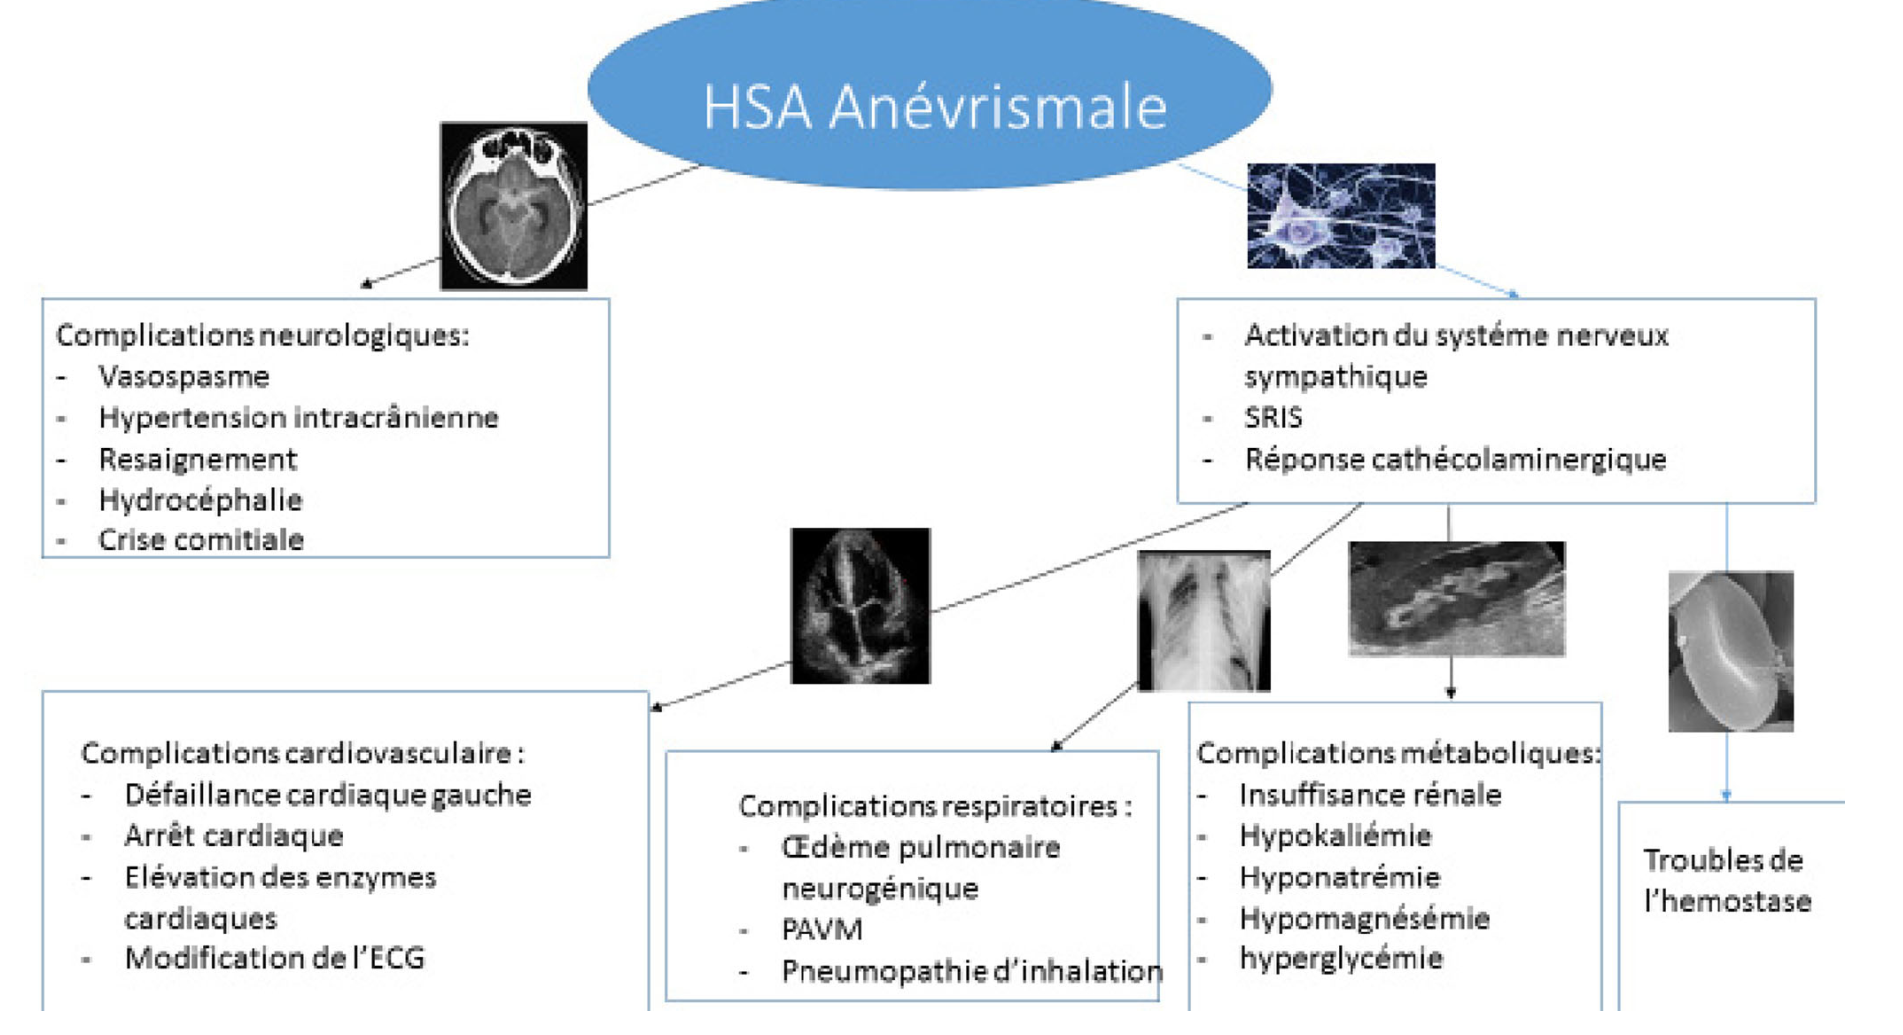 HSA Anévrismale
Complications neurologiques:
- Vasospasme
- Hypertension intracrânienne
- Resaignement
- Hydrocéphalie
- Crise comitiale
- Activation du systéme nerveux
sympathique
- SRIS
- Réponse cathécolaminergique
Complications cardiovasculaire :
- Défaillance cardiaque gauche
- Arrêt cardiaque
- Elévation des enzymes
cardiaques
- Modification de l'ECG
Complications respiratoires :
- Œdème pulmonaire
neurogénique
- PAVM
- Pneumopathie d'inhalation
Complications métaboliques:
- Insuffisance rénale
- Hypokaliémie
- Hyponatrémie
- Hypomagnésémie
- hyperglycémie
Troubles de
l'hemostase